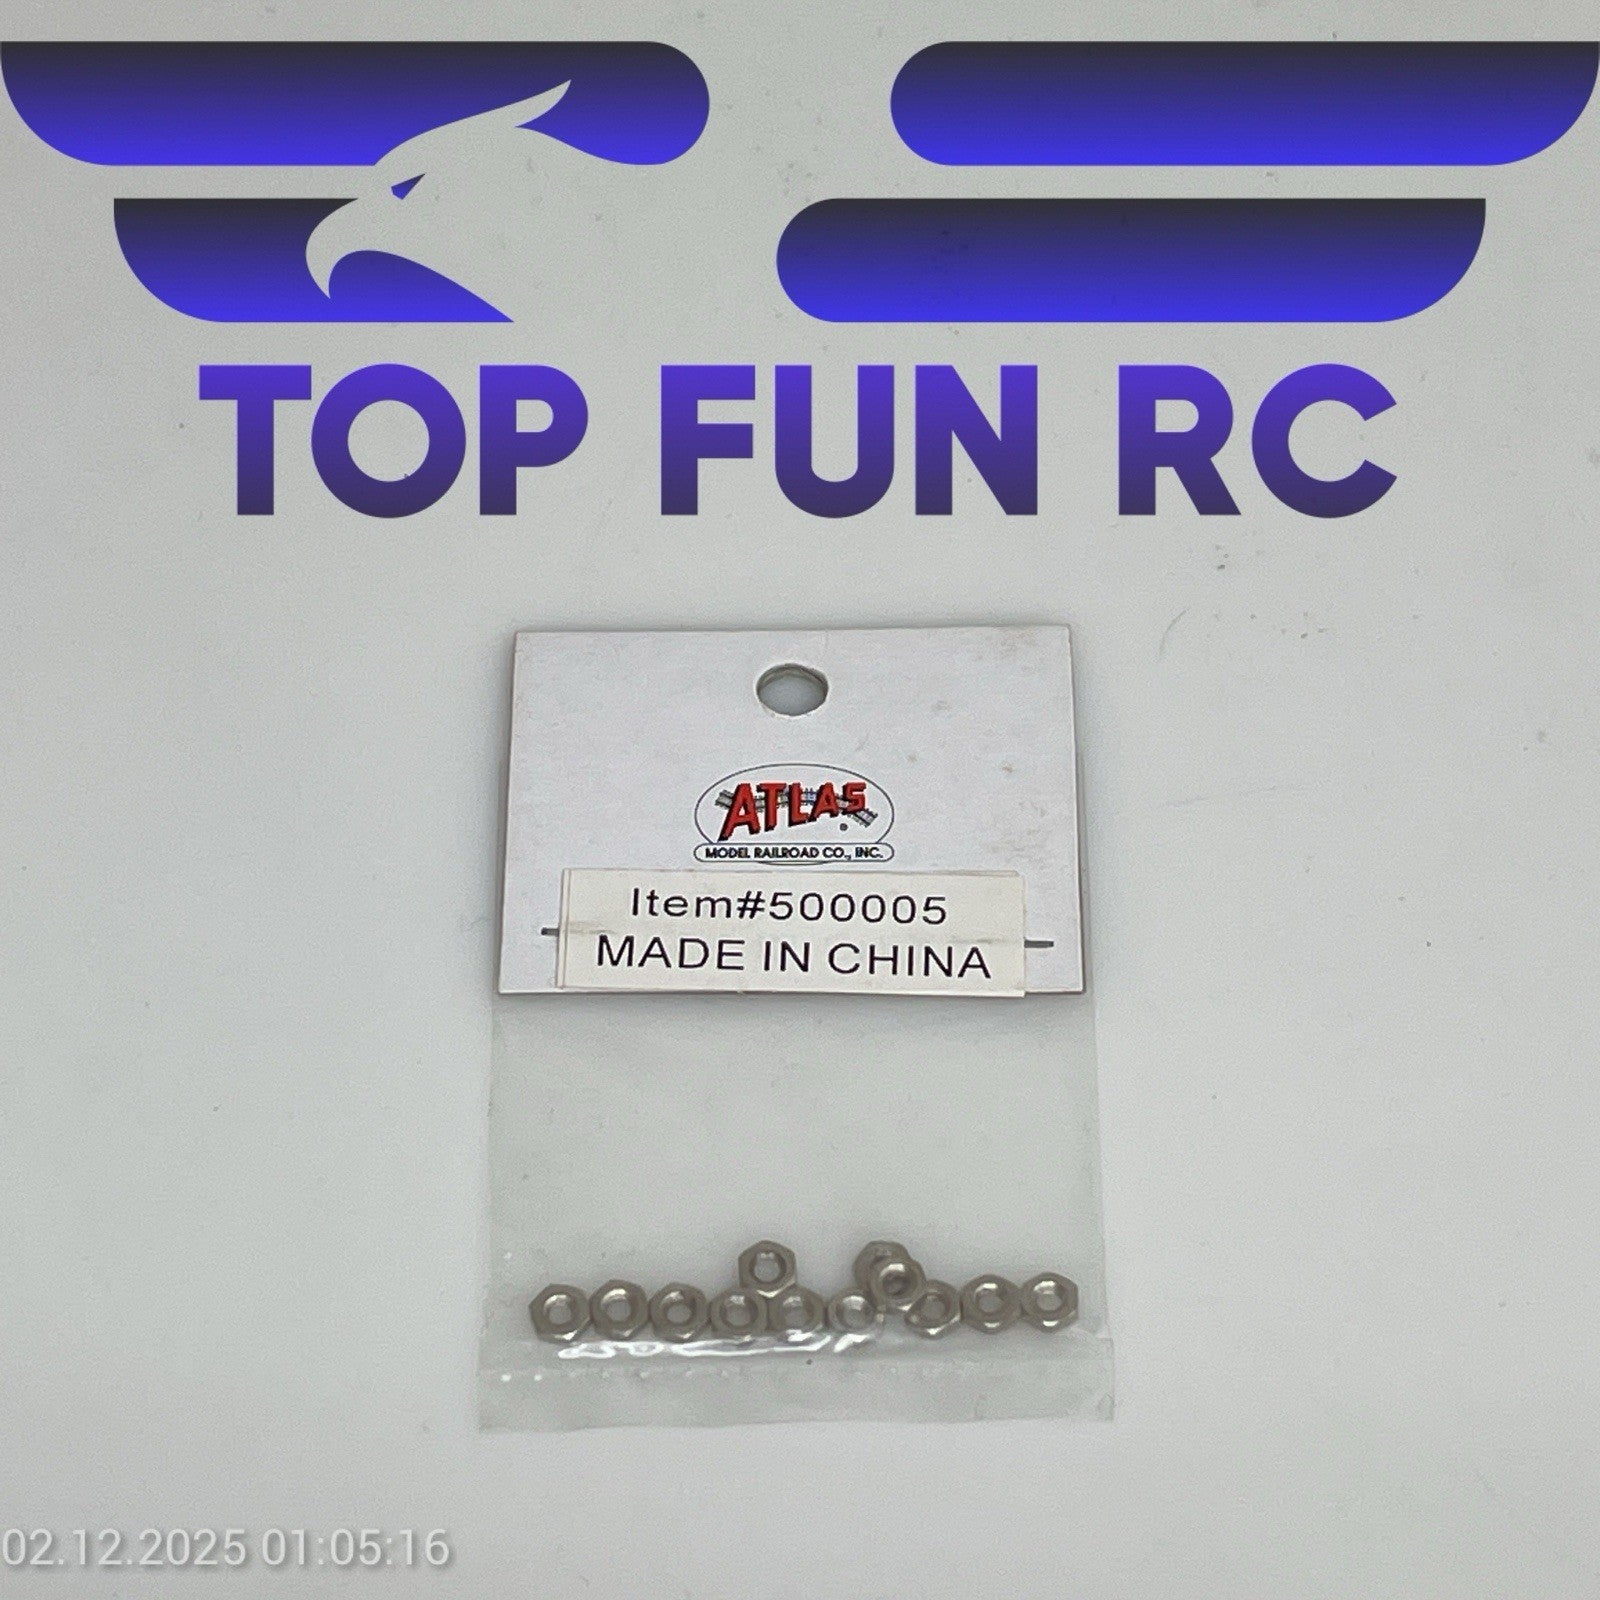 TOP FUN RC
ATLAS
®
MODEL RAILROAD CO., INC.
Item#500005
MADE IN CHINA
02.12.2025 01:05:16